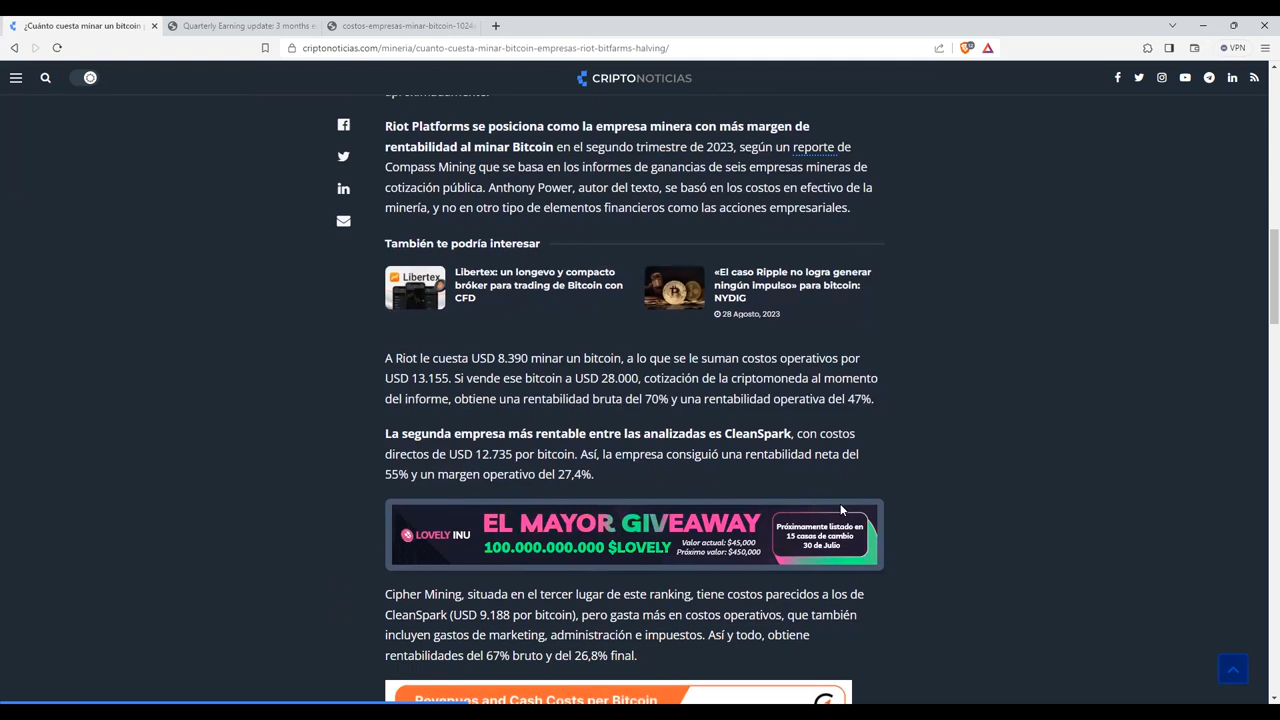 ¿Cuánto cuesta minar un bitcoin
Quarterly Earning update: 3 months e
costos-empresas-minar-bitcoin-1024
criptonoticias.com/mineria/cuanto-cuesta-minar-bitcoin-empresas-riot-bitfarms-halving/
VPN
CRIPTONOTICIAS
aproximadamente.
Riot Platforms se posiciona como la empresa minera con más margen de
rentabilidad al minar Bitcoin en el segundo trimestre de 2023, según un reporte de
Compass Mining que se basa en los informes de ganancias de seis empresas mineras de
cotización pública. Anthony Power, autor del texto, se basó en los costos en efectivo de la
minería, y no en otro tipo de elementos financieros como las acciones empresariales.
También te podría interesar
Libertex
Libertex: un longevo y compacto
bróker para trading de Bitcoin con
CFD
«El caso Ripple no logra generar
ningún impulso» para bitcoin:
NYDIG
28 Agosto, 2023
A Riot le cuesta USD 8.390 minar un bitcoin, a lo que se le suman costos operativos por
USD 13.155. Si vende ese bitcoin a USD 28.000, cotización de la criptomoneda al momento
del informe, obtiene una rentabilidad bruta del 70% y una rentabilidad operativa del 47%.
La segunda empresa más rentable entre las analizadas es CleanSpark, con costos
directos de USD 12.735 por bitcoin. Así, la empresa consiguió una rentabilidad neta del
55% y un margen operativo del 27,4%.
LOVELY INU
EL MAYOR GIVEAWAY
100.000.000.000 $LOVELY
Valor actual: $45,000
Próximo valor: $450,000
Próximamente listado en
15 casas de cambio
30 de Julio
Cipher Mining, situada en el tercer lugar de este ranking, tiene costos parecidos a los de
CleanSpark (USD 9.188 por bitcoin), pero gasta más en costos operativos, que también
incluyen gastos de marketing, administración e impuestos. Así y todo, obtiene
rentabilidades del 67% bruto y del 26,8% final.
Revenues and Cash Costs per Bitcoin